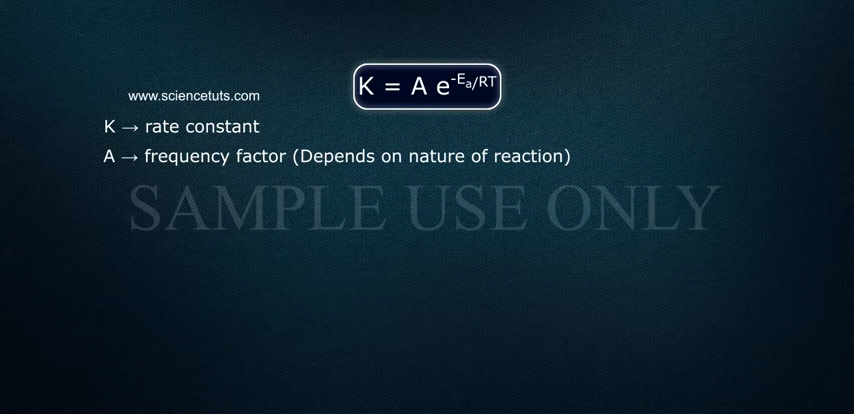 K = A e^-Ea/RT
www.sciencetuts.com
K → rate constant
A → frequency factor (Depends on nature of reaction)
SAMPLE USE ONLY